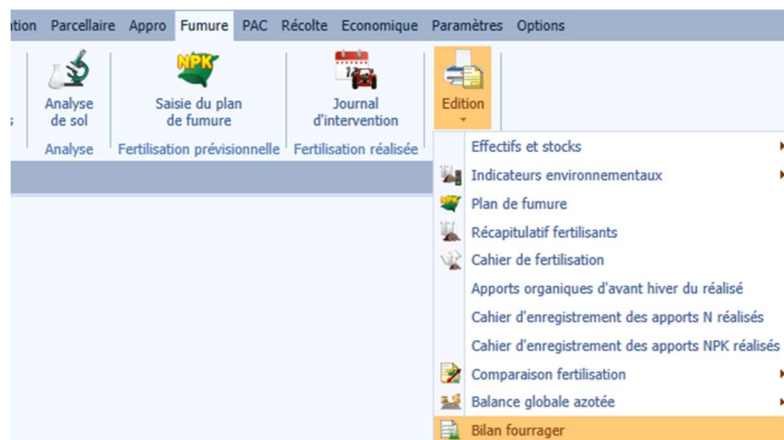 Parcellaire Appro Fumure PAC Récolte Economique Paramètres Options
NPK
Analyse de sol
Saisie du plan de fumure
Journal d'intervention
Edition
Analyse Fertilisation prévisionnelle Fertilisation réalisée
Effectifs et stocks
Indicateurs environnementaux
Plan de fumure
Récapitulatif fertilisants
Cahier de fertilisation
Apports organiques d'avant hiver du réalisé
Cahier d'enregistrement des apports N réalisés
Cahier d'enregistrement des apports NPK réalisés
Comparaison fertilisation
Balance globale azotée
Bilan fourrager